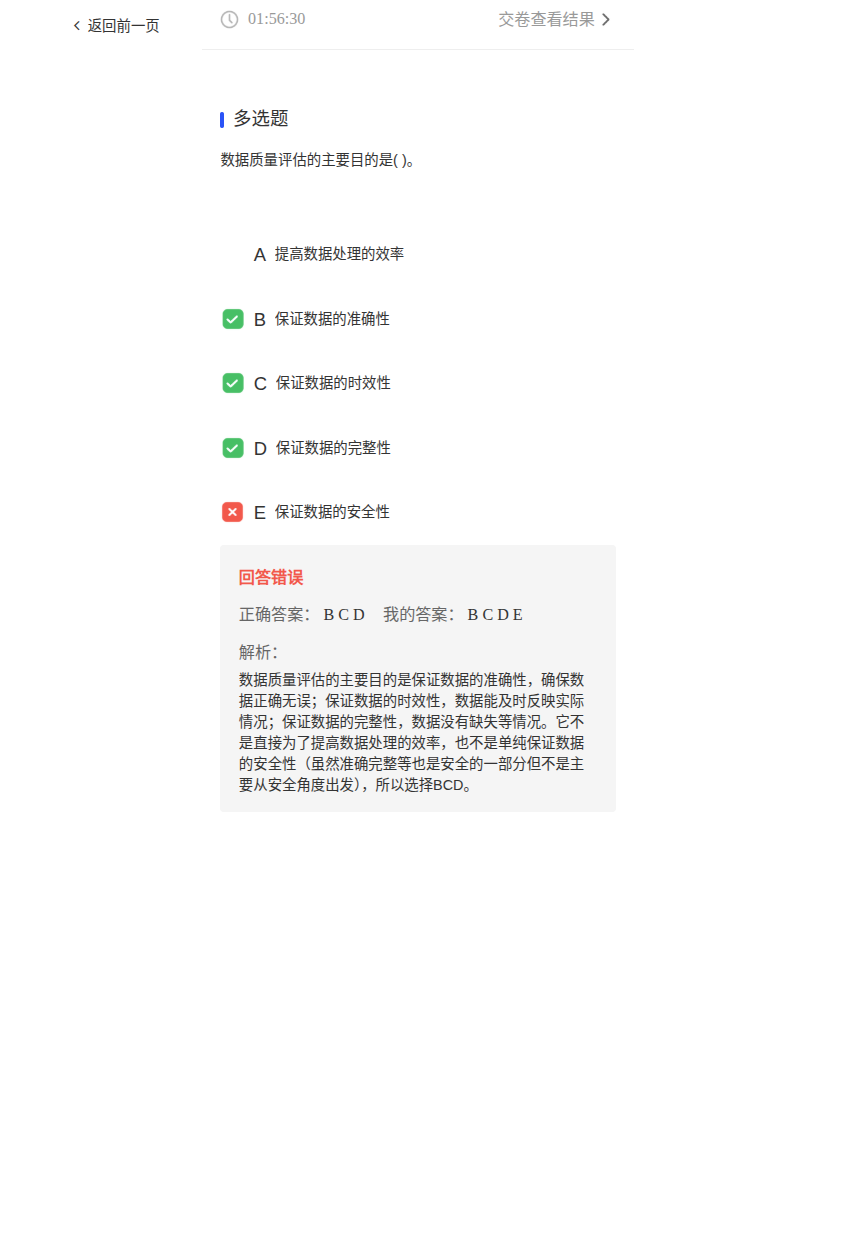 返回前一页
01:56:30
交卷查看结果
多选题
数据质量评估的主要目的是( )。
A 提高数据处理的效率
B 保证数据的准确性
C 保证数据的时效性
D 保证数据的完整性
E 保证数据的安全性
回答错误
正确答案： B C D 我的答案： B C D E
解析：
数据质量评估的主要目的是保证数据的准确性，确保数
据正确无误；保证数据的时效性，数据能及时反映实际
情况；保证数据的完整性，数据没有缺失等情况。它不
是直接为了提高数据处理的效率，也不是单纯保证数据
的安全性（虽然准确完整等也是安全的一部分但不是主
要从安全角度出发），所以选择BCD。